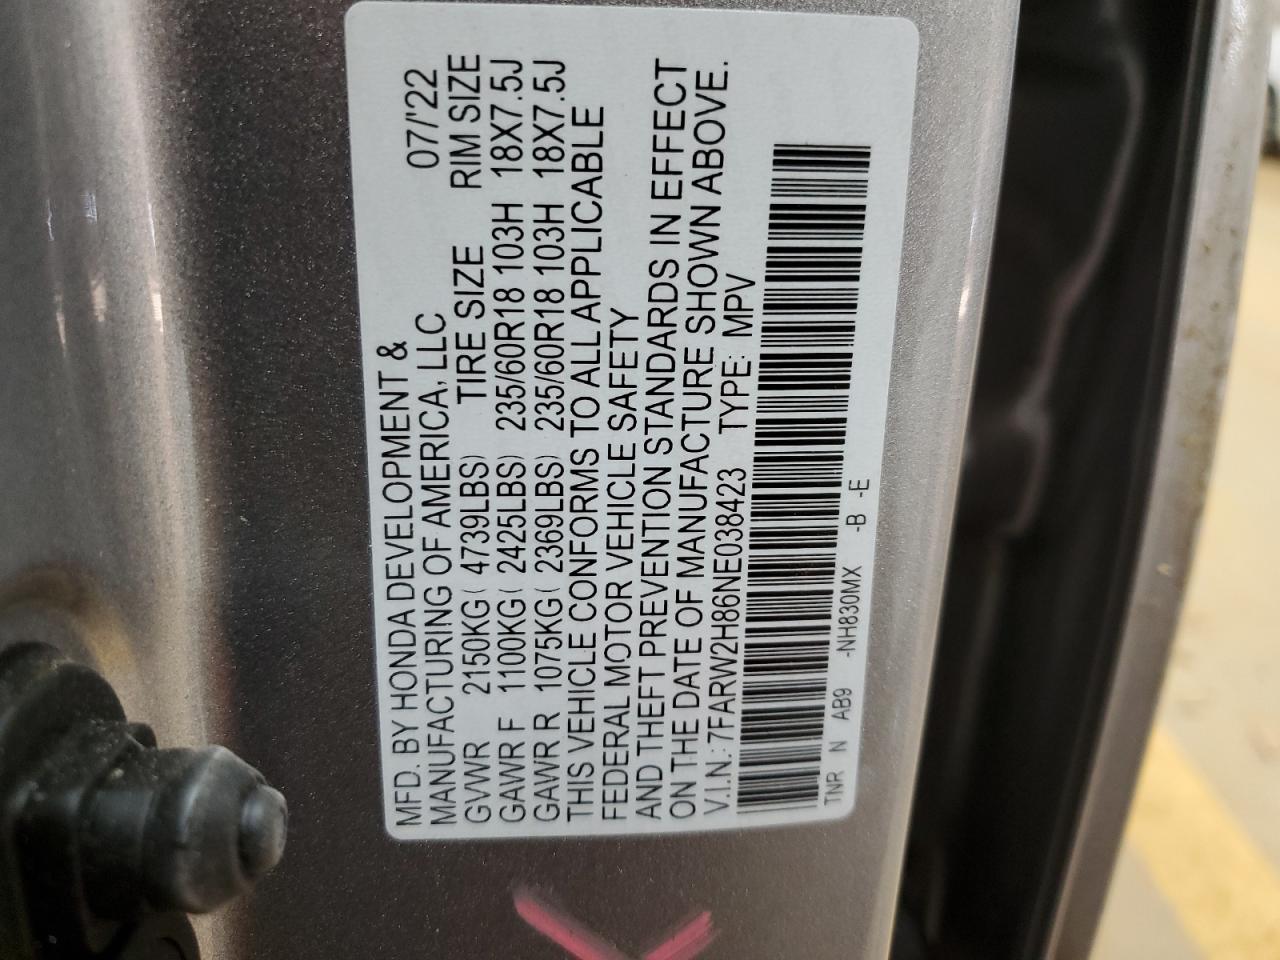 MFD. BY HONDA DEVELOPMENT &
MANUFACTURING OF AMERICA, LLC 07/'22
GVWR 2150KG( 4739LBS) TIRE SIZE RIM SIZE
GAWR F 1100KG( 2425LBS) 235/60R18 103H 18X7.5J
GAWR R 1075KG( 2369LBS) 235/60R18 103H 18X7.5J
THIS VEHICLE CONFORMS TO ALL APPLICABLE
FEDERAL MOTOR VEHICLE SAFETY
AND THEFT PREVENTION STANDARDS IN EFFECT
ON THE DATE OF MANUFACTURE SHOWN ABOVE.
V.I.N.: 7FARW2H86NE038423 TYPE: MPV
TNR N AB9 -NH830MX -B -E